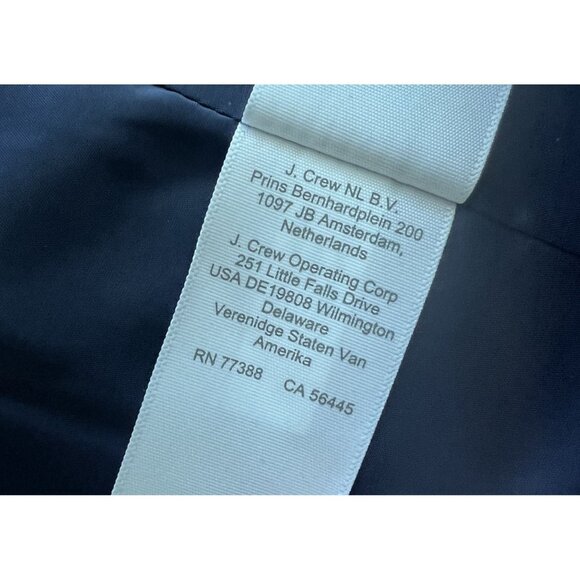 J. Crew NL B.V.
Prins Bernhardplein 200
1097 JB Amsterdam,
Netherlands
J. Crew Operating Corp
251 Little Falls Drive
USA DE19808 Wilmington
Delaware
Verenidge Staten Van
Amerika
RN 77388 CA 56445